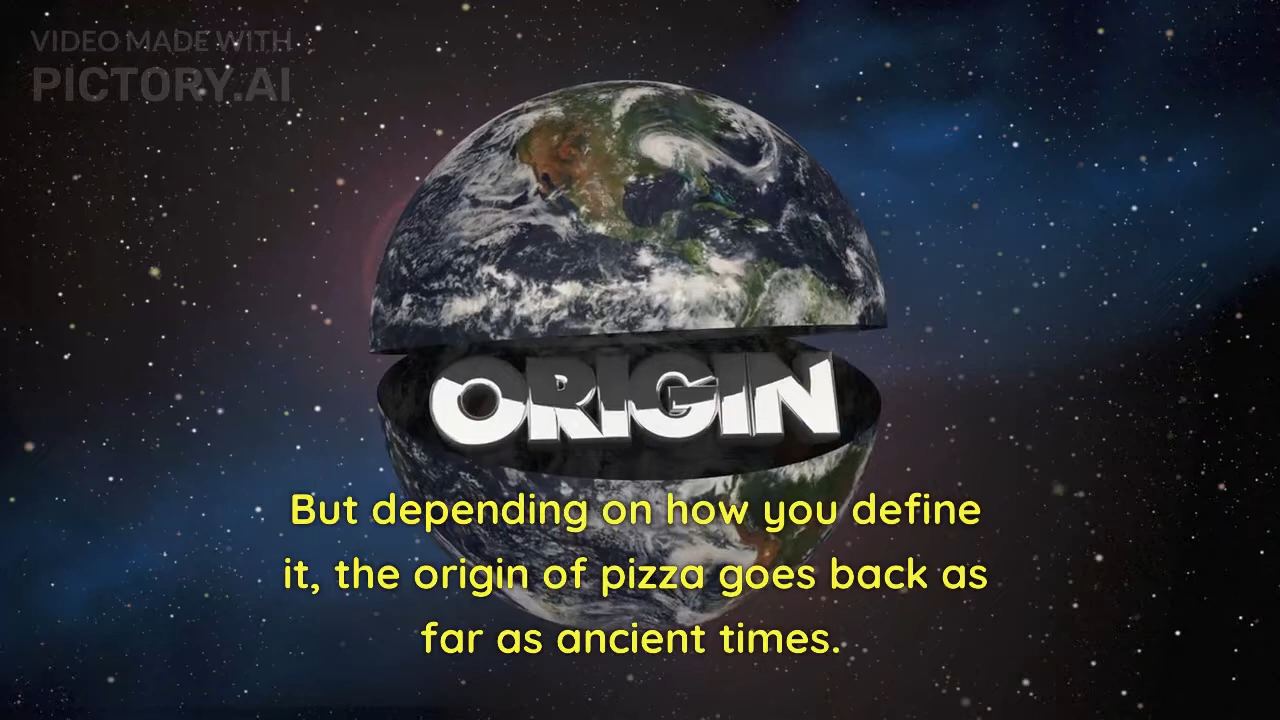 VIDEO MADE WITH
PICTORY.AI
ORIGIN
But depending on how you define
it, the origin of pizza goes back as
far as ancient times.